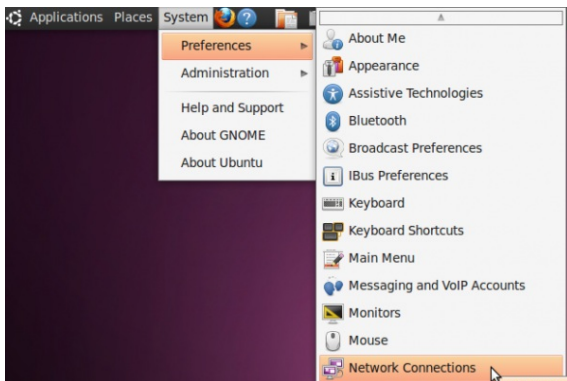 Applications Places System
Preferences
Administration
Help and Support
About GNOME
About Ubuntu
About Me
Appearance
Assistive Technologies
Bluetooth
Broadcast Preferences
IBus Preferences
Keyboard
Keyboard Shortcuts
Main Menu
Messaging and VoIP Accounts
Monitors
Mouse
Network Connections